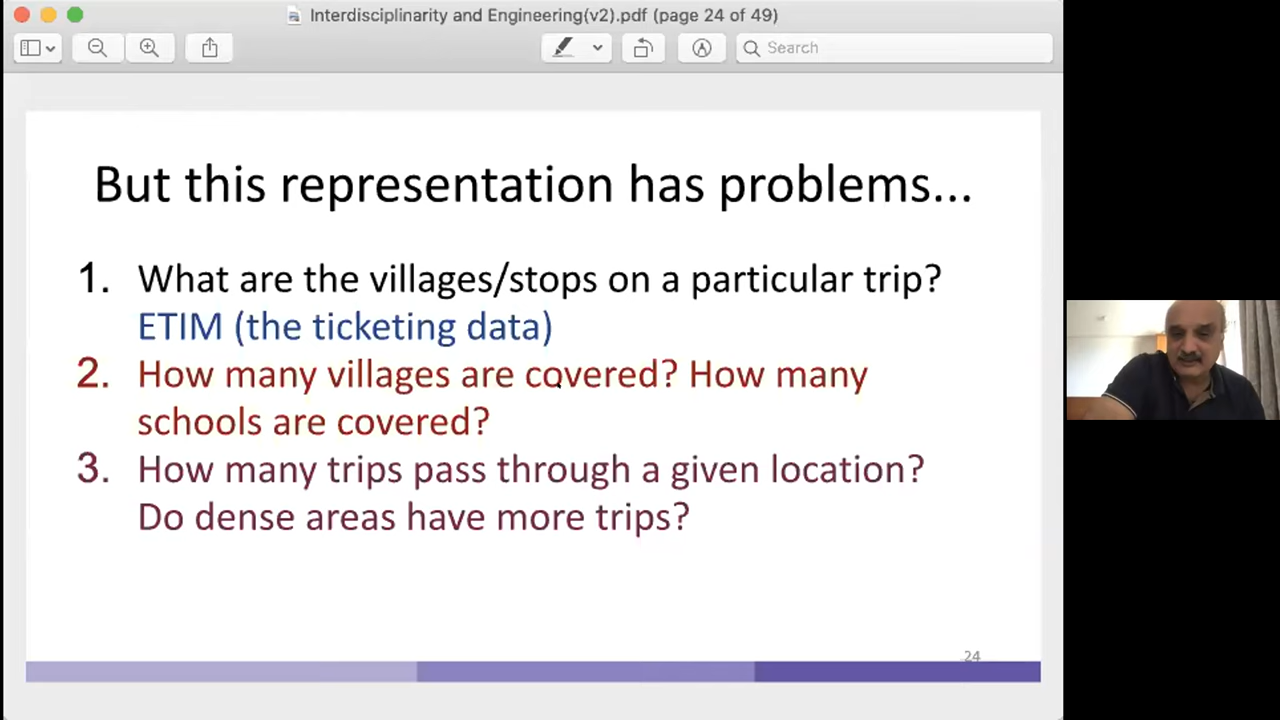 Interdisciplinarity and Engineering(v2).pdf (page 24 of 49)
Search
But this representation has problems...
1. What are the villages/stops on a particular trip?
ETIM (the ticketing data)
2. How many villages are covered? How many
schools are covered?
3. How many trips pass through a given location?
Do dense areas have more trips?
24